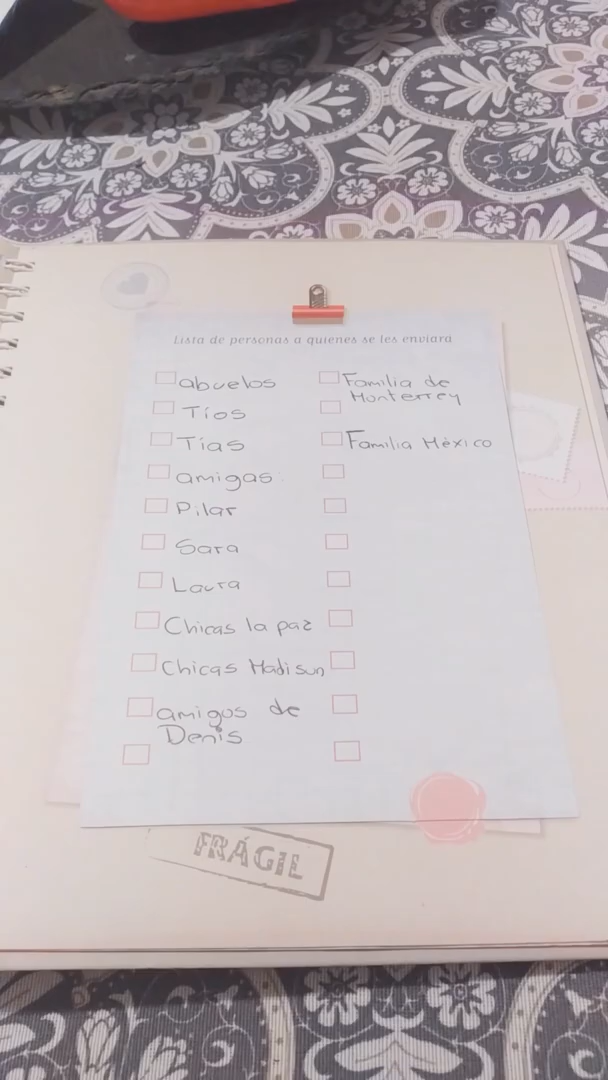 Lista de personas a quienes se les enviara
abuelos
Tíos
Tías
amigas
Pilar
Sara
Laura
Chicas la paz
Chicas Madisun
amigos de
Denis
Familia de
Monterrey
Familia México
FRÁGIL